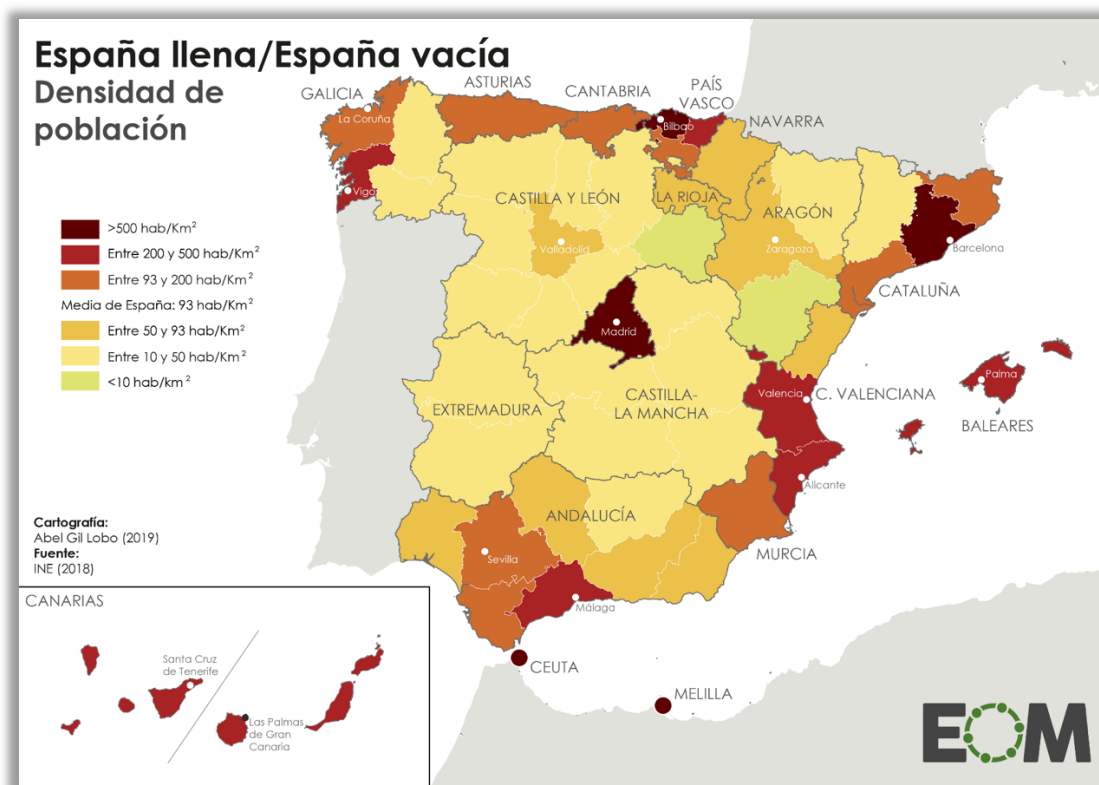 España llena/España vacía
Densidad de
población
>500 hab/Km²
Entre 200 y 500 hab/Km²
Entre 93 y 200 hab/Km²
Media de España: 93 hab/Km²
Entre 50 y 93 hab/Km²
Entre 10 y 50 hab/Km²
<10 hab/km²
GALICIA
ASTURIAS
CANTABRIA
PAÍS
VASCO
NAVARRA
La Coruña
Bilbao
Vigo
CASTILLA Y LEÓN
LA RIOJA
ARAGÓN
Valladolid
Zaragoza
Barcelona
CATALUÑA
Madrid
EXTREMADURA
CASTILLA-
LA MANCHA
Valencia
C. VALENCIANA
Palma
BALEARES
Alicante
ANDALUCÍA
MURCIA
Sevilla
Málaga
CEUTA
MELILLA
Cartografía:
Abel Gil Lobo (2019)
Fuente:
INE (2018)
CANARIAS
Santa Cruz
de Tenerife
Las Palmas
de Gran
Canaria
EOM